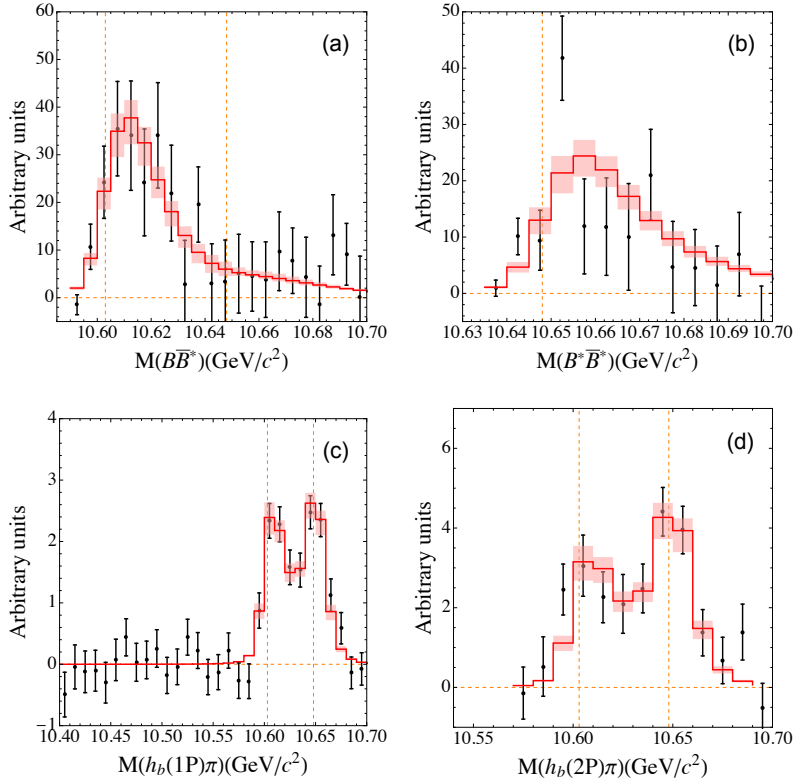 (a)
60
50
40
30
20
10
0
Arbitrary units
10.60 10.62 10.64 10.66 10.68 10.70
M(BB̅*)(GeV/c²)
(b)
50
40
30
20
10
0
Arbitrary units
10.63 10.64 10.65 10.66 10.67 10.68 10.69 10.70
M(B*B̅*)(GeV/c²)
(c)
4
3
2
1
0
−1
Arbitrary units
10.40 10.45 10.50 10.55 10.60 10.65 10.70
M(h_b(1P)π)(GeV/c²)
(d)
6
4
2
0
Arbitrary units
10.55 10.60 10.65 10.70
M(h_b(2P)π)(GeV/c²)